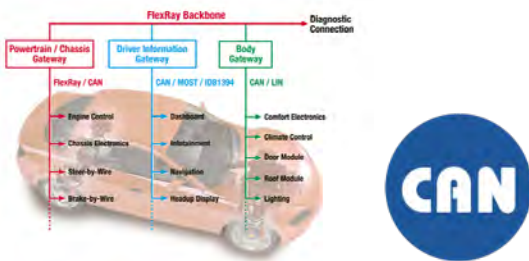 FlexRay Backbone
Diagnostic
Connection
Powertrain / Chassis
Gateway
Driver Information
Gateway
Body
Gateway
FlexRay / CAN
CAN / MOST / IDB1394
CAN / LIN
Engine Control
Chassis Electronics
Steer-by-Wire
Brake-by-Wire
Dashboard
Infotainment
Navigation
Headup Display
Comfort Electronics
Climate Control
Door Module
Roof Module
Lighting
CAN